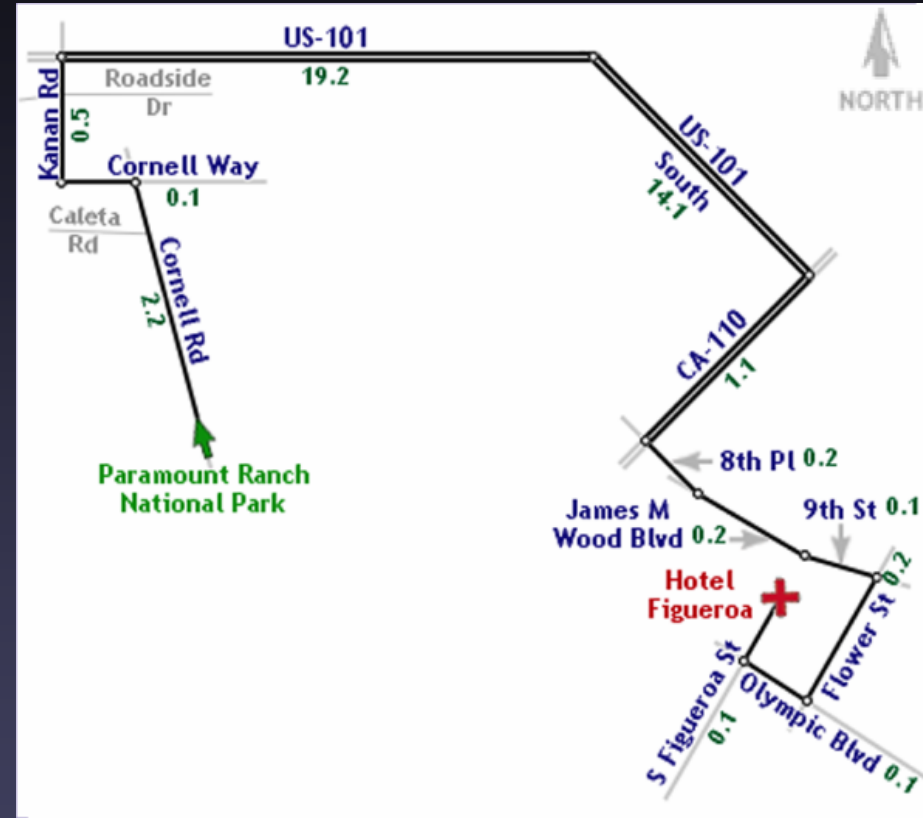 US-101
19.2
NORTH
Kanan Rd
0.5
Roadside
Dr
Cornell Way
0.1
Caleta
Rd
Cornell Rd
2.2
US-101
South
14.1
CA-110
1.1
Paramount Ranch
National Park
8th Pl 0.2
James M
Wood Blvd 0.2
9th St 0.1
Hotel
Figueroa
0.2
Flower St
S Figueroa St
0.1
Olympic Blvd 0.1